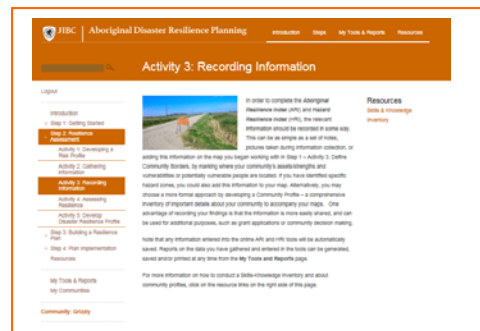 JIBC | Aboriginal Disaster Resilience Planning
Introduction Steps My Tools & Reports Resources
Activity 3: Recording Information
Logout
Introduction
Step 1: Getting Started
Step 2: Resilience
Assessment
Activity 1: Developing a
Risk Profile
Activity 2: Gathering
Information
Activity 3: Recording
Information
Activity 4: Assessing
Resilience
Activity 5: Develop
Disaster Resilience Profile
Step 3: Building a Resilience
Plan
Step 4: Plan Implementation
Resources
My Tools & Reports
My Communities
Community: Grizzly
In order to complete the Aboriginal
Resilience Index (ARI) and Hazard
Resilience Index (HRI), the relevant
information should be recorded in some way.
This can be as simple as a set of notes,
pictures taken during information collection, or
adding this information on the map you began working with in Step 1 – Activity 3: Define
Community Borders, by marking where your community's assets/strengths and
vulnerabilities or potentially vulnerable people are located. If you have identified specific
hazard zones, you could also add this information to your map. Alternatively, you may
choose a more formal approach by developing a Community Profile – a comprehensive
inventory of important details about your community to accompany your maps. One
advantage of recording your findings is that the information is more easily shared, and can
be used for additional purposes, such as grant applications or community decision making.
Note that any information entered into the online ARI and HRI tools will be automatically
saved. Reports on the data you have gathered and entered in the tools can be generated,
saved and/or printed at any time from the My Tools and Reports page.
For more information on how to conduct a Skills-Knowledge Inventory and about
community profiles, click on the resource links on the right side of this page.
Resources
Skills & Knowledge
Inventory